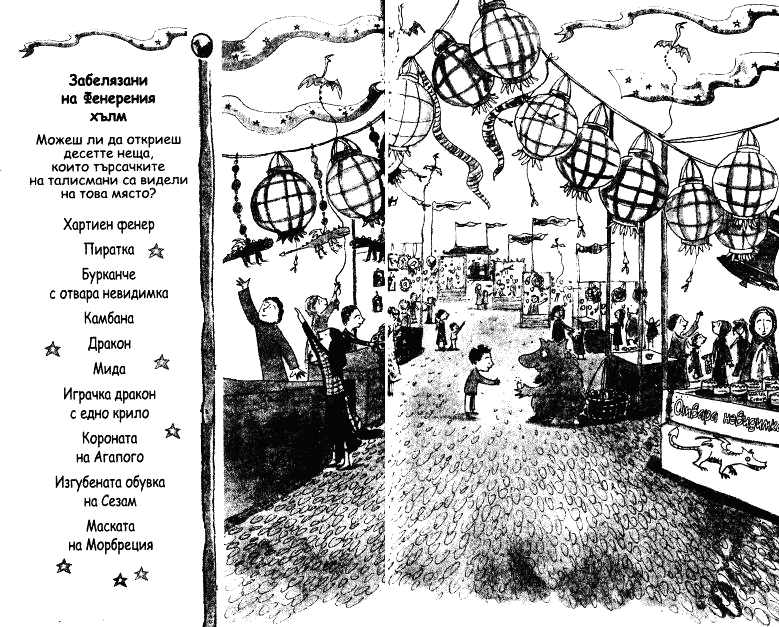 Забелязани
на Фенерения
хълм
Можеш ли да откриеш
десетте неща,
които търсачките
на талисмани са видели
на това място?
Хартиен фенер
Пиратка
Бурканче
с отвара невидимка
Камбана
Дракон
Мида
Играчка дракон
с едно крило
Короната
на Агапого
Изгубената обувка
на Сезам
Маската
на Морбреция
Отвара невидимка